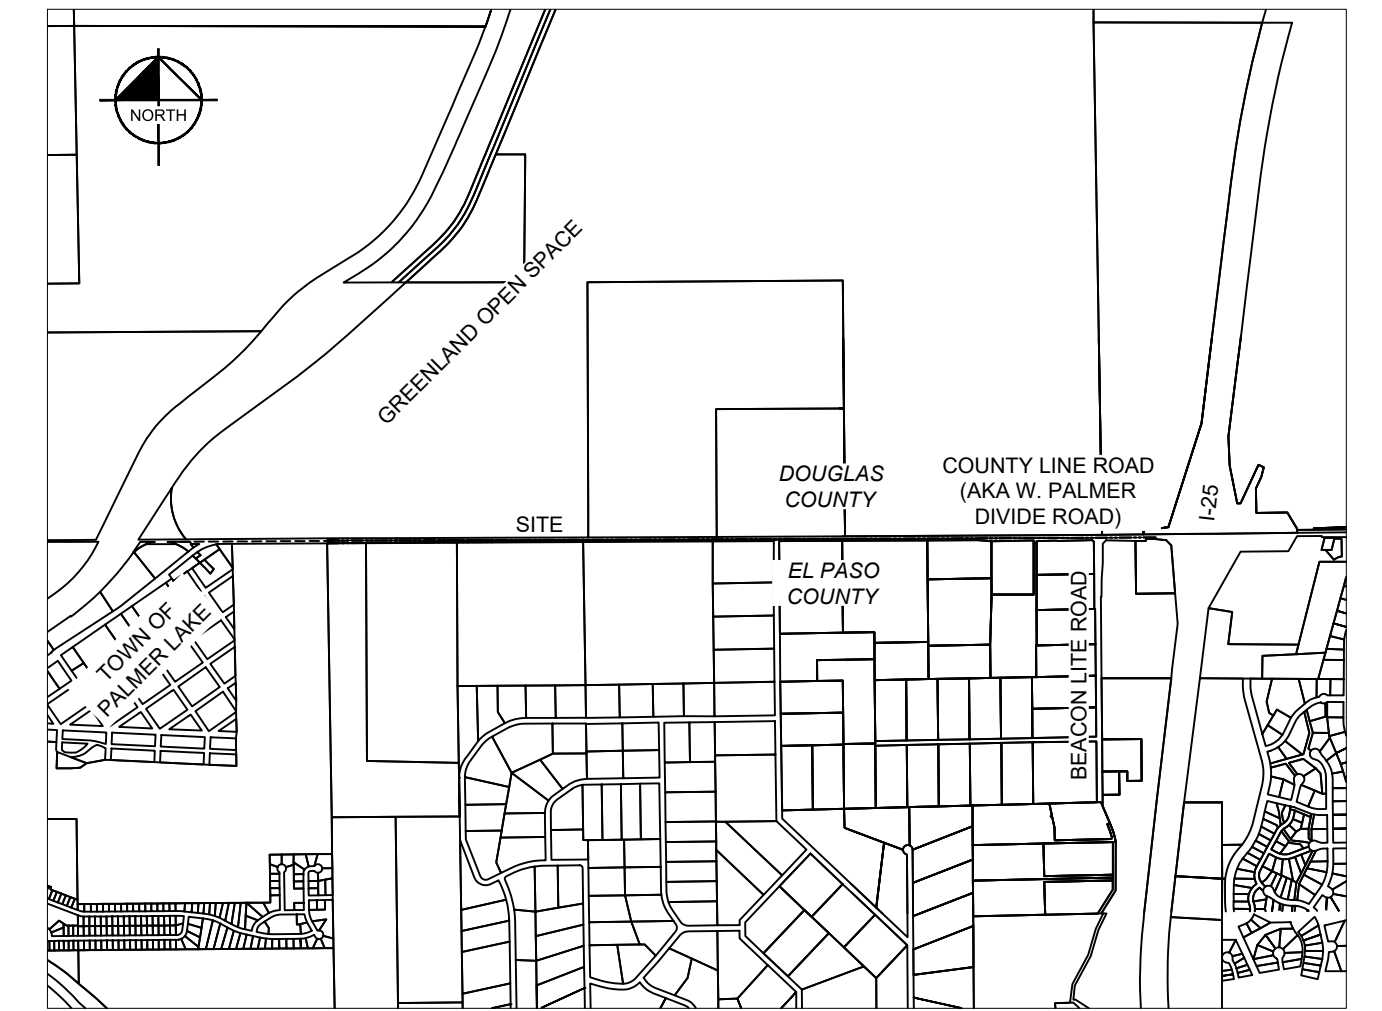 NORTH
GREENLAND OPEN SPACE
DOUGLAS
COUNTY
COUNTY LINE ROAD
(AKA W. PALMER
DIVIDE ROAD)
I-25
SITE
EL PASO
COUNTY
TOWN OF
PALMER LAKE
BEACON LITE ROAD